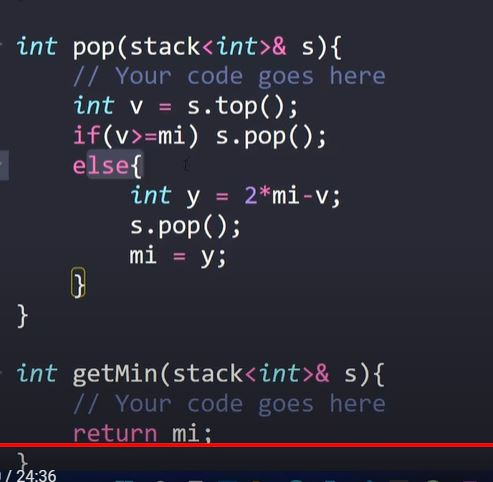 int pop(stack<int>& s){
// Your code goes here
int v = s.top();
if(v>=mi) s.pop();
else{
int y = 2*mi-v;
s.pop();
mi = y;
}
}
int getMin(stack<int>& s){
// Your code goes here
return mi;
}
/ 24:36